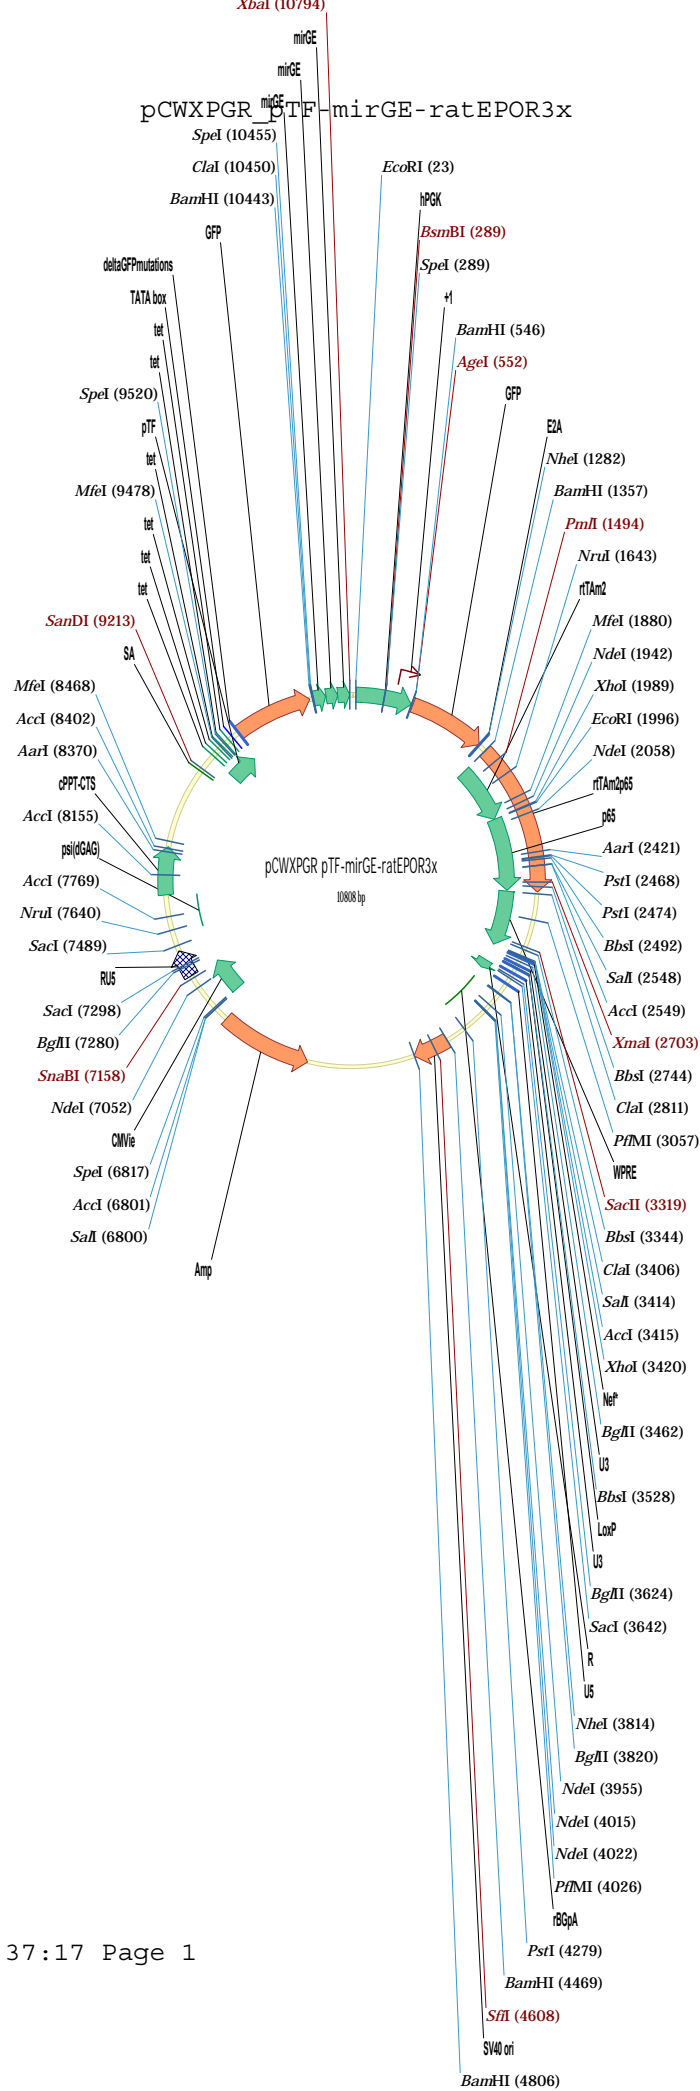 XbaI (10794)
mirGE
mirGE
mirGE
pCWXPGR_pTF-mirGE-ratEPOR3x
SpeI (10455)
ClaI (10450)
BamHI (10443)
GFP
deltaGFPmutations
TATA box
tet
tet
SpeI (9520)
pTF
tet
MfeI (9478)
tet
tet
tet
SanDI (9213)
SA
MfeI (8468)
AccI (8402)
AarI (8370)
cPPT-CTS
AccI (8155)
psi(dGAG)
AccI (7769)
NruI (7640)
SacI (7489)
RU5
SacI (7298)
BglII (7280)
SnaBI (7158)
NdeI (7052)
CMVie
SpeI (6817)
AccI (6801)
SalI (6800)
Amp
EcoRI (23)
hPGK
BsmBI (289)
SpeI (289)
+1
BamHI (546)
AgeI (552)
GFP
E2A
NheI (1282)
BamHI (1357)
PmlI (1494)
NruI (1643)
rtTAm2
MfeI (1880)
NdeI (1942)
XhoI (1989)
EcoRI (1996)
NdeI (2058)
rtTAm2p65
p65
AarI (2421)
PstI (2468)
PstI (2474)
BbsI (2492)
SalI (2548)
AccI (2549)
XmaI (2703)
BbsI (2744)
ClaI (2811)
PflMI (3057)
WPRE
SacII (3319)
BbsI (3344)
ClaI (3406)
SalI (3414)
AccI (3415)
XhoI (3420)
Nef*
BglII (3462)
U3
BbsI (3528)
LoxP
U3
BglII (3624)
SacI (3642)
R
U5
NheI (3814)
BglII (3820)
NdeI (3955)
NdeI (4015)
NdeI (4022)
PflMI (4026)
rBGpA
PstI (4279)
BamHI (4469)
SfiI (4608)
SV40 ori
BamHI (4806)
pCWXPGR pTF-mirGE-ratEPOR3x
10808 bp
37:17 Page 1